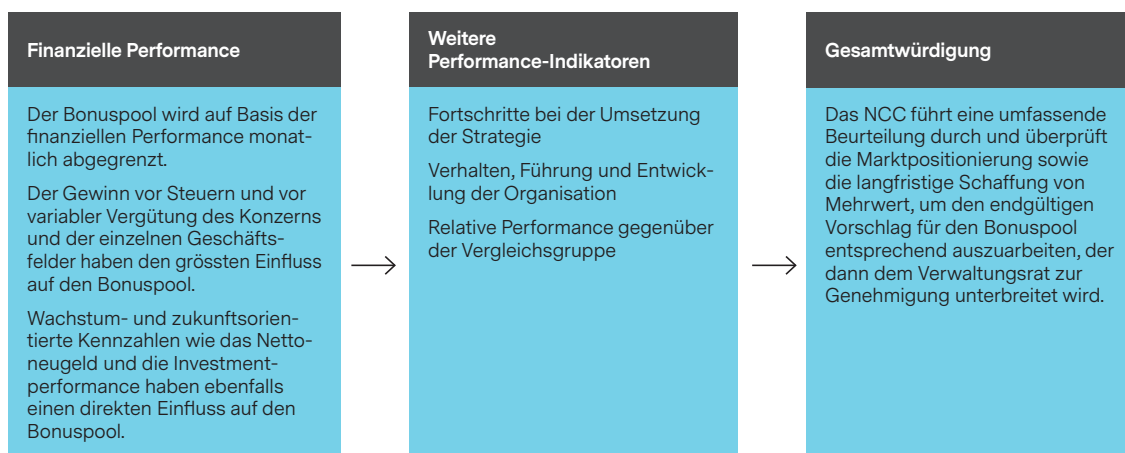 Finanzielle Performance
Der Bonuspool wird auf Basis der
finanziellen Performance monat-
lich abgegrenzt.
Der Gewinn vor Steuern und vor
variabler Vergütung des Konzerns
und der einzelnen Geschäfts-
felder haben den grössten Einfluss
auf den Bonuspool.
Wachstum- und zukunftsorien-
tierte Kennzahlen wie das Netto-
neugeld und die Investment-
performance haben ebenfalls
einen direkten Einfluss auf den
Bonuspool.
Weitere
Performance-Indikatoren
Fortschritte bei der Umsetzung
der Strategie
Verhalten, Führung und Entwick-
lung der Organisation
Relative Performance gegenüber
der Vergleichsgruppe
Gesamtwürdigung
Das NCC führt eine umfassende
Beurteilung durch und überprüft
die Marktpositionierung sowie
die langfristige Schaffung von
Mehrwert, um den endgültigen
Vorschlag für den Bonuspool
entsprechend auszuarbeiten, der
dann dem Verwaltungsrat zur
Genehmigung unterbreitet wird.